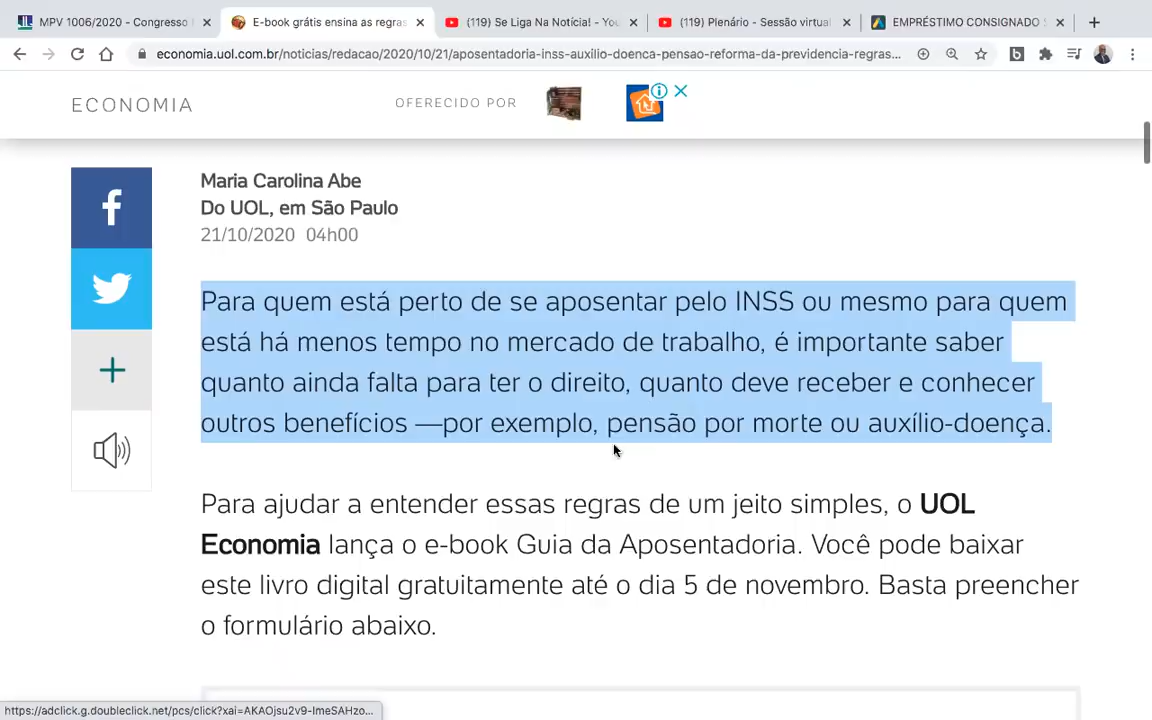 MPV 1006/2020 - Congresso
E-book grátis ensina as regra
(119) Se Liga Na Notícia! - You
(119) Plenário - Sessão virtual
EMPRÉSTIMO CONSIGNADO
economia.uol.com.br/noticias/redacao/2020/10/21/aposentadoria-inss-auxilio-doenca-pensao-reforma-da-previdencia-regras...
ECONOMIA
OFERECIDO POR
Maria Carolina Abe
Do UOL, em São Paulo
21/10/2020 04h00
Para quem está perto de se aposentar pelo INSS ou mesmo para quem
está há menos tempo no mercado de trabalho, é importante saber
quanto ainda falta para ter o direito, quanto deve receber e conhecer
outros benefícios —por exemplo, pensão por morte ou auxílio-doença.
Para ajudar a entender essas regras de um jeito simples, o UOL
Economia lança o e-book Guia da Aposentadoria. Você pode baixar
este livro digital gratuitamente até o dia 5 de novembro. Basta preencher
o formulário abaixo.
https://adclick.g.doubleclick.net/pcs/click?xai=AKAOjsu2v9-ImeSAHzo...